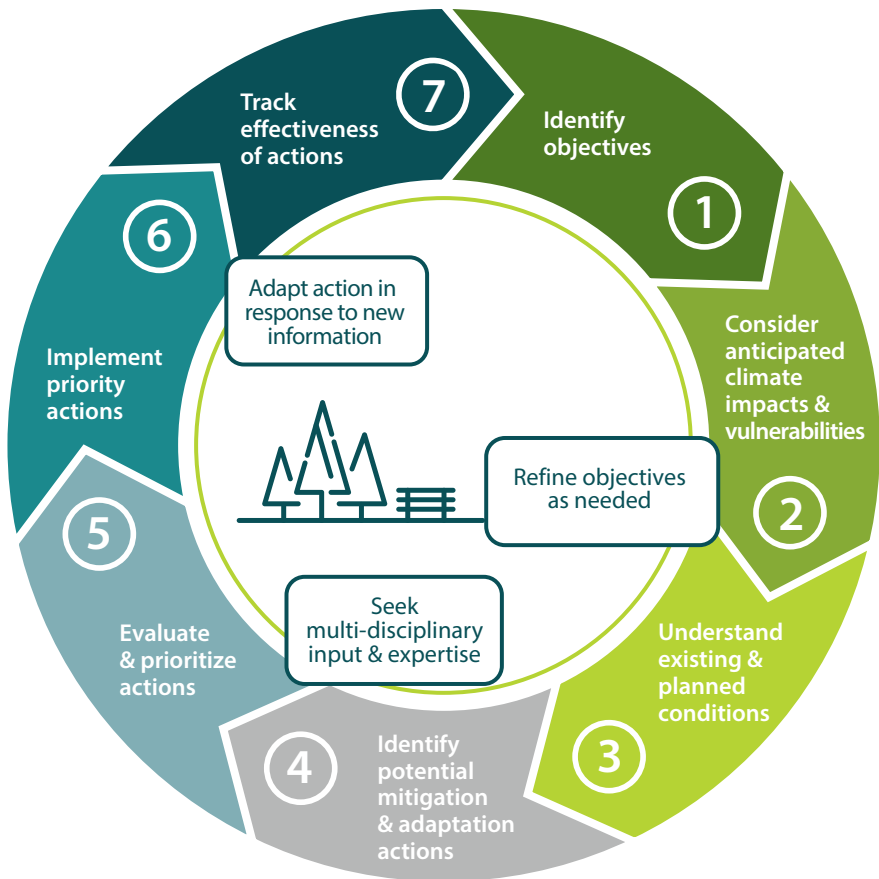 Identify
objectives
1
Consider
anticipated
climate
impacts &
vulnerabilities
2
Understand
existing &
planned
conditions
3
Identify
potential
mitigation
& adaptation
actions
4
Evaluate
& prioritize
actions
5
Implement
priority
actions
6
Track
effectiveness
of actions
7
Adapt action in
response to new
information
Refine objectives
as needed
Seek
multi-disciplinary
input & expertise